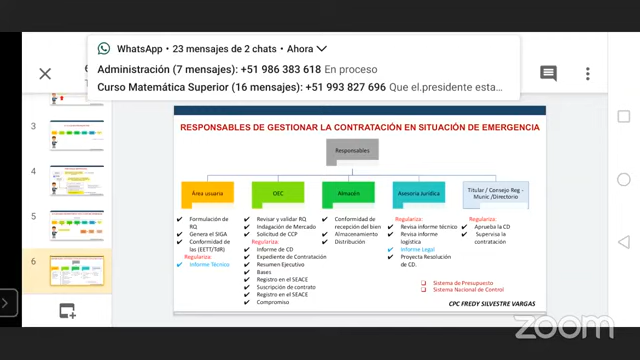 WhatsApp • 23 mensajes de 2 chats • Ahora
Administración (7 mensajes): +51 986 383 618 En proceso
Curso Matemática Superior (16 mensajes): +51 993 827 696 Que el.presidente esta…
RESPONSABLES DE GESTIONAR LA CONTRATACIÓN EN SITUACIÓN DE EMERGENCIA
Responsables
Área usuaria
Formulación de
RQ
Genera el SIGA
Conformidad de
las (EETT/TdR)
Regulariza:
Informe Técnico
OEC
Revisar y validar RQ
Indagación de Mercado
Solicitud de CCP
Regulariza:
Informe de CD
Expediente de Contratación
Resumen Ejecutivo
Bases
Registro en el SEACE
Suscripción de contrato
Registro en el SEACE
Compromiso
Almacén
Conformidad de
recepción del bien
Almacenamiento
Distribución
Asesoría Jurídica
Regulariza:
Revisa informe técnico
Revisa informe
logística
Informe Legal
Proyecta Resolución
de CD.
Titular / Consejo Reg -
Munic /Directorio
Regulariza:
Aprueba la CD
Supervisa la
contratación
Sistema de Presupuesto
Sistema Nacional de Control
CPC FREDY SILVESTRE VARGAS
3
4
5
6
zoom